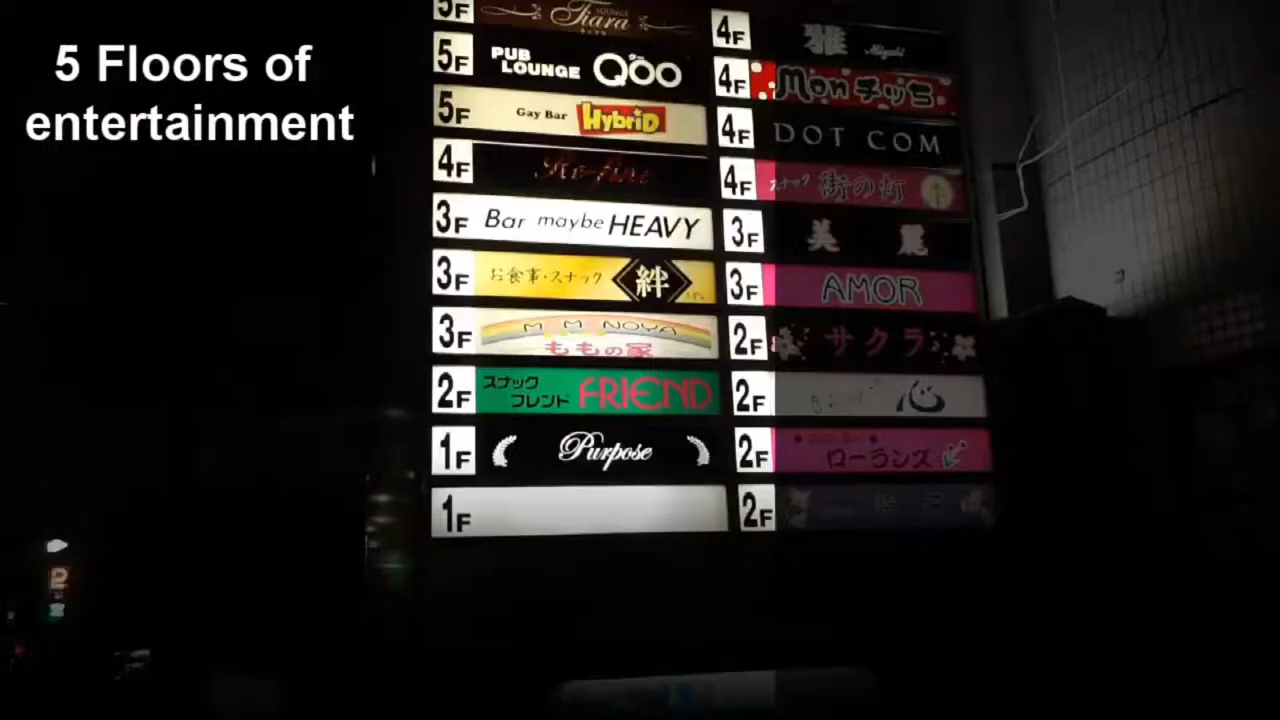 5 Floors of
entertainment
5F LOUNGE Tiara
5F PUB LOUNGE Qoo
5F Gay Bar HybriD
4F
3F Bar maybe HEAVY
3F お食事・スナック 絆
3F MOMONOYA ももの家
2F スナック フレンド FRIEND
1F Purpose
1F
4F 雅 Miyabi
4F Monチッち
4F DOT COM
4F スナック 街の灯
3F 美麗
3F AMOR
2F サクラ
2F 心
2F ローランズ
2F